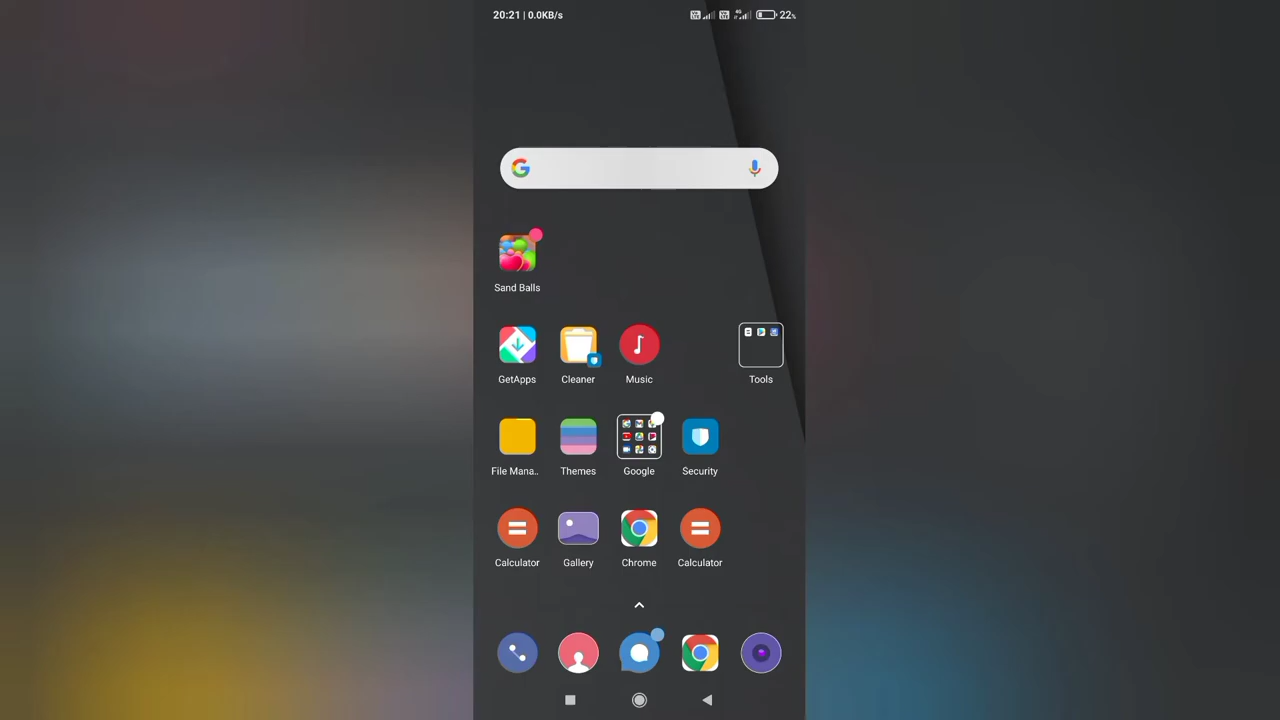 20:21 | 0.0KB/s 22%
Sand Balls
GetApps Cleaner Music Tools
File Mana.. Themes Google Security
Calculator Gallery Chrome Calculator